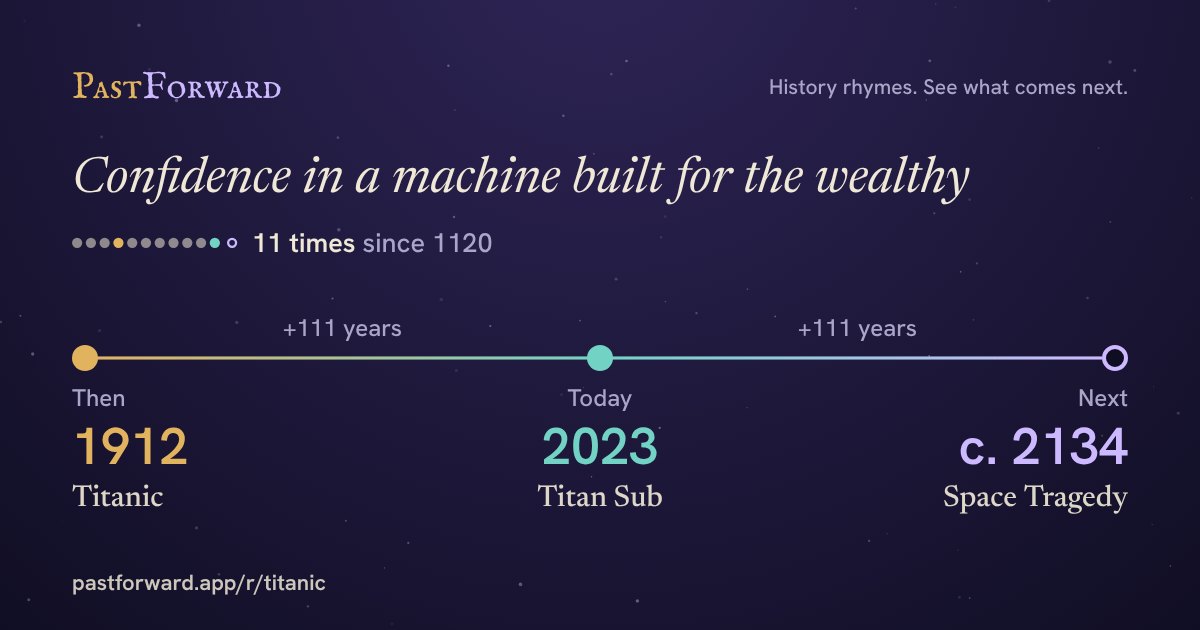 PastForward
History rhymes. See what comes next.
Confidence in a machine built for the wealthy
11 times since 1120
+111 years
+111 years
Then
Today
Next
1912
2023
c. 2134
Titanic
Titan Sub
Space Tragedy
pastforward.app/r/titanic